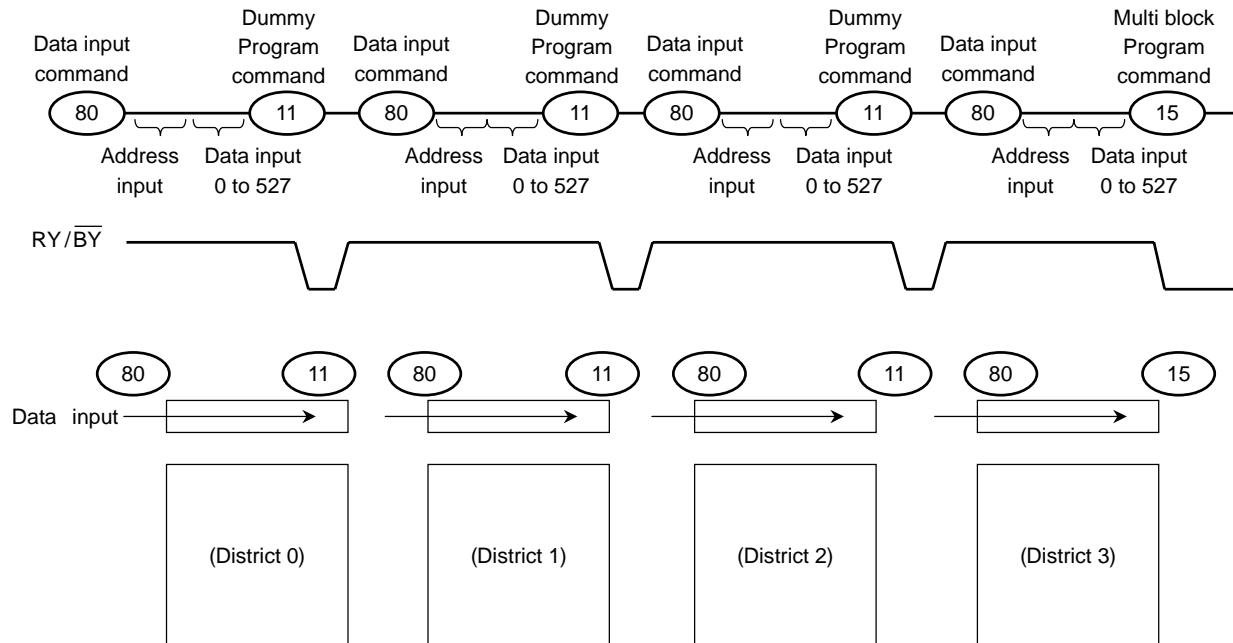 Data input
command
Dummy
Program
command
Data input
command
Dummy
Program
command
Data input
command
Dummy
Program
command
Data input
command
Multi block
Program
command
80
11
80
11
80
11
80
15
Address
input
Data input
0 to 527
Address
input
Data input
0 to 527
Address
input
Data input
0 to 527
Address
input
Data input
0 to 527
RY/B̅Y̅
80
11
80
11
80
11
80
15
Data input
(District 0)
(District 1)
(District 2)
(District 3)